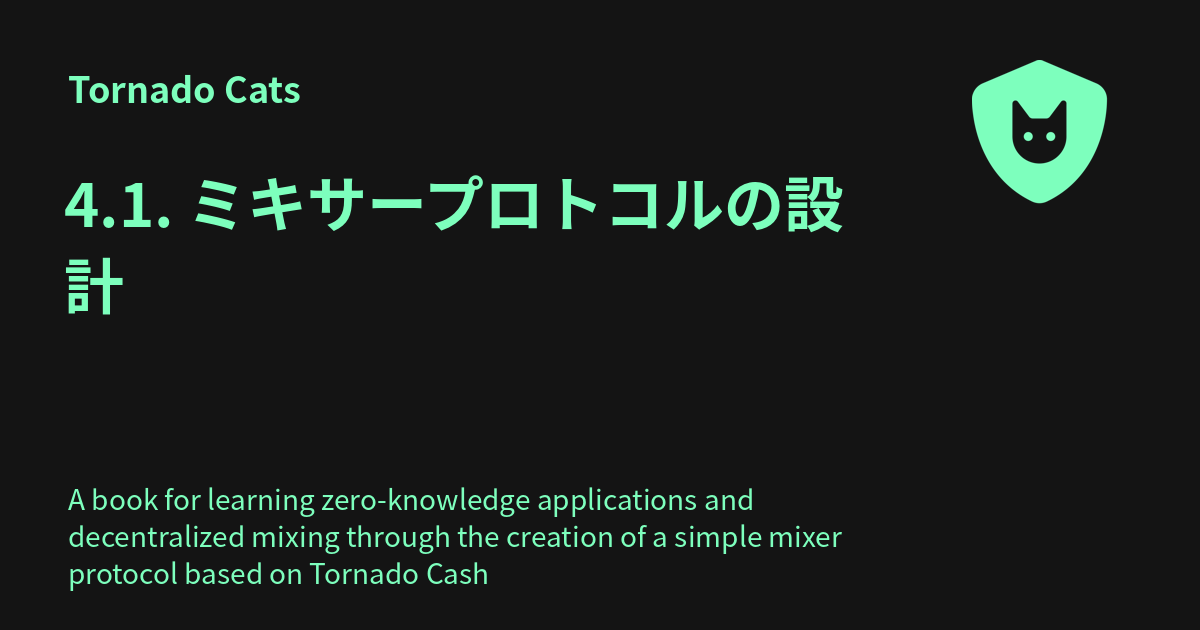 Tornado Cats
4.1. ミキサープロトコルの設
計
A book for learning zero-knowledge applications and
decentralized mixing through the creation of a simple mixer
protocol based on Tornado Cash